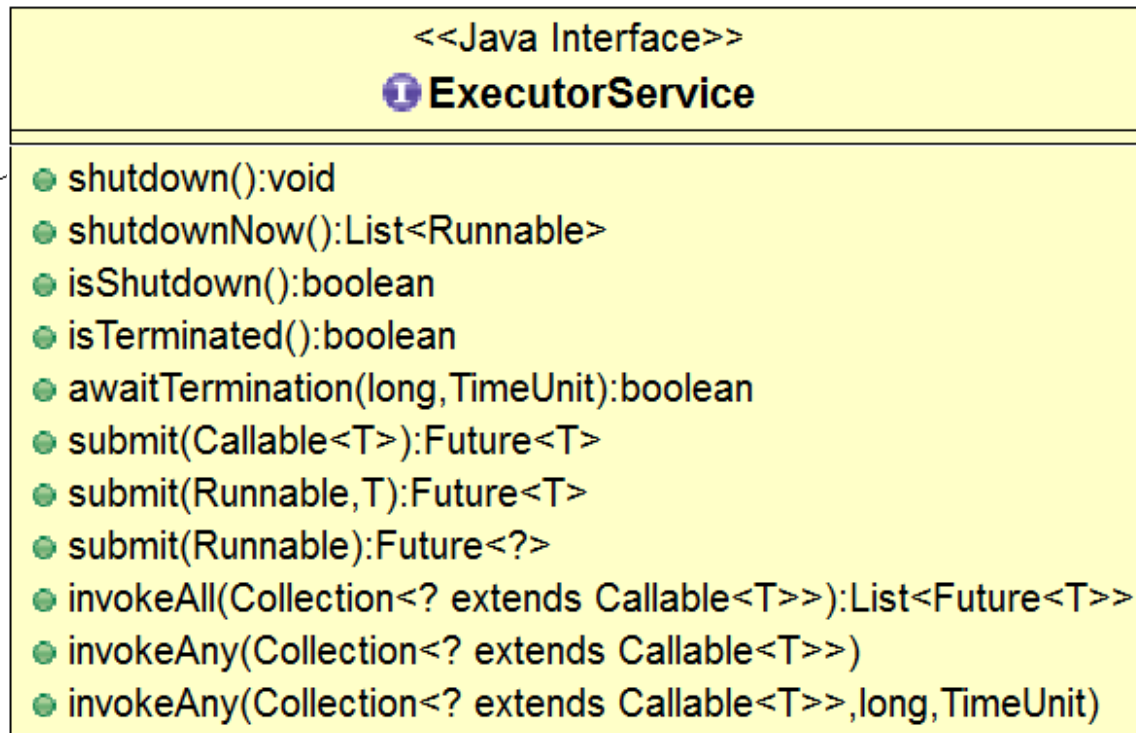 <<Java Interface>>
I ExecutorService
shutdown():void
shutdownNow():List<Runnable>
isShutdown():boolean
isTerminated():boolean
awaitTermination(long,TimeUnit):boolean
submit(Callable<T>):Future<T>
submit(Runnable,T):Future<T>
submit(Runnable):Future<?>
invokeAll(Collection<? extends Callable<T>>):List<Future<T>>
invokeAny(Collection<? extends Callable<T>>)
invokeAny(Collection<? extends Callable<T>>,long,TimeUnit)